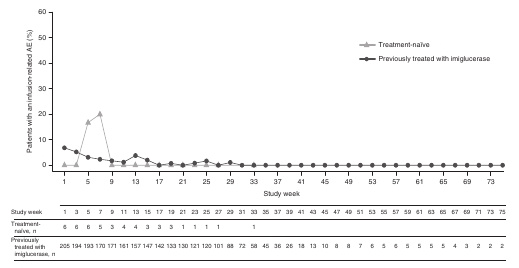 Patients with an infusion-related AE (%)
60
50
40
30
20
10
0
Treatment-naïve
Previously treated with imiglucerase
1 5 9 13 17 21 25 29 33 37 41 45 49 53 57 61 65 69 73
Study week
Study week 1 3 5 7 9 11 13 15 17 19 21 23 25 27 29 31 33 35 37 39 41 43 45 47 49 51 53 55 57 59 61 63 65 67 69 71 73 75
Treatment-
naïve, n 6 6 6 5 3 4 4 3 3 3 1 1 1 1 1
Previously
treated with
imiglucerase, n 205 194 193 170 171 161 157 147 142 133 130 121 120 101 88 72 58 45 36 26 18 13 10 8 8 7 6 5 6 5 5 5 5 4 3 2 2 2